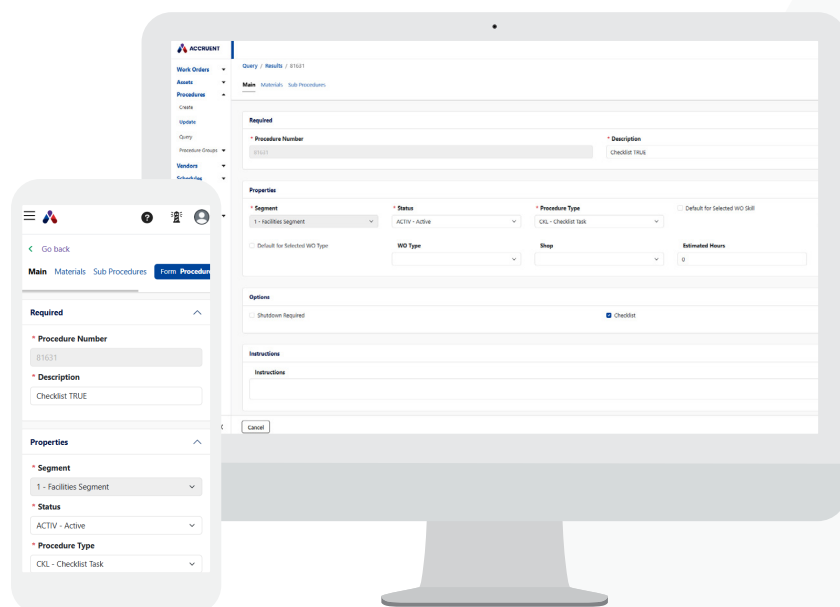 ACCRUENT
Work Orders
Assets
Procedures
Create
Update
Query
Procedure Groups
Vendors
Schedules
Query / Results / 81631
Main Materials Sub Procedures
Required
* Procedure Number
81631
* Description
Checklist TRUE
Properties
* Segment
1 - Facilities Segment
* Status
ACTIV - Active
* Procedure Type
CKL - Checklist Task
Default for Selected WO Skill
Default for Selected WO Type
WO Type
Shop
Estimated Hours
0
Options
Shutdown Required
Checklist
Instructions
Instructions
Cancel
Go back
Main Materials Sub Procedures Form Procedur
Required
* Procedure Number
81631
* Description
Checklist TRUE
Properties
* Segment
1 - Facilities Segment
* Status
ACTIV - Active
* Procedure Type
CKL - Checklist Task